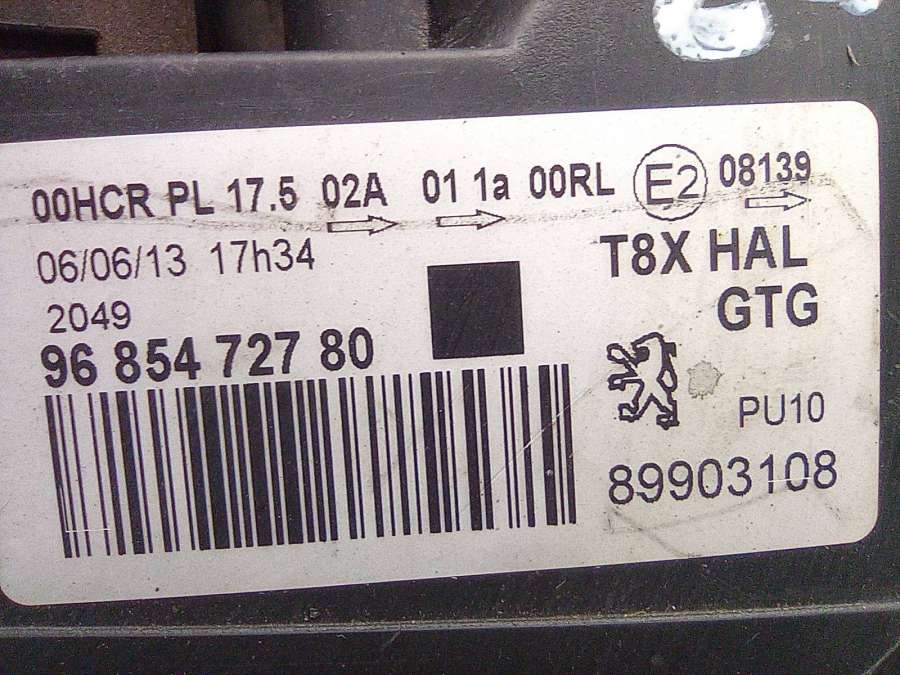 00HCR PL 17.5 02A 01 1a 00RL E2 08139
06/06/13 17h34
T8X HAL
2049
GTG
96 854 727 80
PU10
89903108